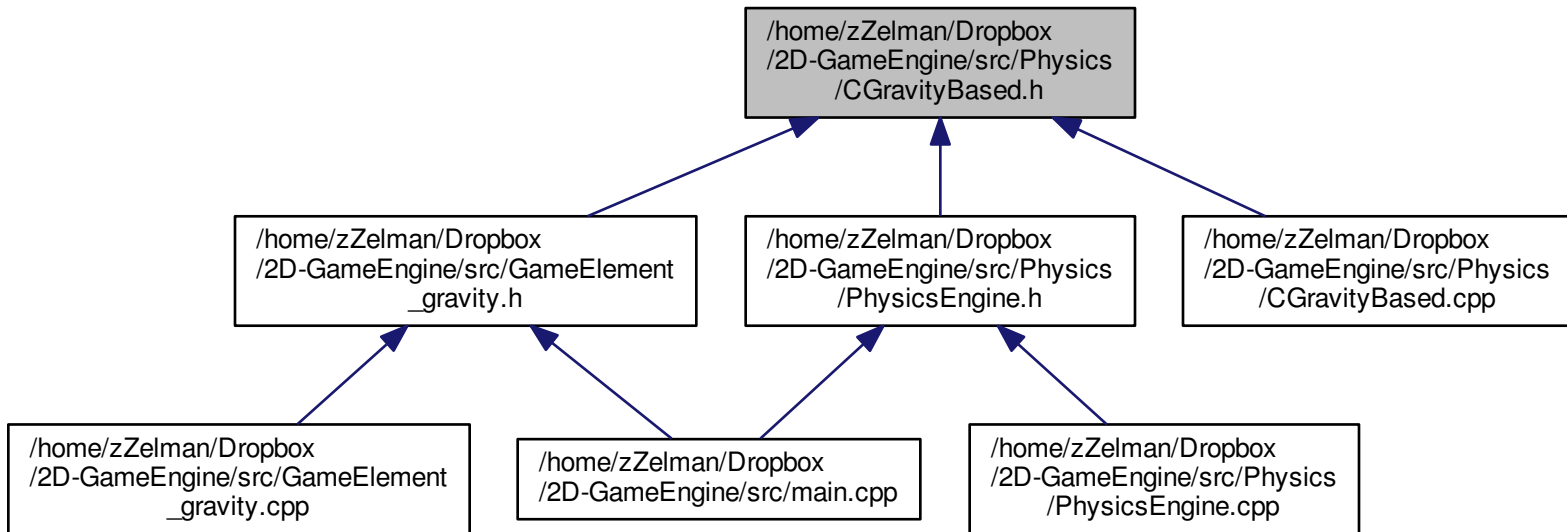 /home/zZelman/Dropbox
/2D-GameEngine/src/Physics
/CGravityBased.h
/home/zZelman/Dropbox
/2D-GameEngine/src/GameElement
_gravity.h
/home/zZelman/Dropbox
/2D-GameEngine/src/Physics
/PhysicsEngine.h
/home/zZelman/Dropbox
/2D-GameEngine/src/Physics
/CGravityBased.cpp
/home/zZelman/Dropbox
/2D-GameEngine/src/GameElement
_gravity.cpp
/home/zZelman/Dropbox
/2D-GameEngine/src/main.cpp
/home/zZelman/Dropbox
/2D-GameEngine/src/Physics
/PhysicsEngine.cpp